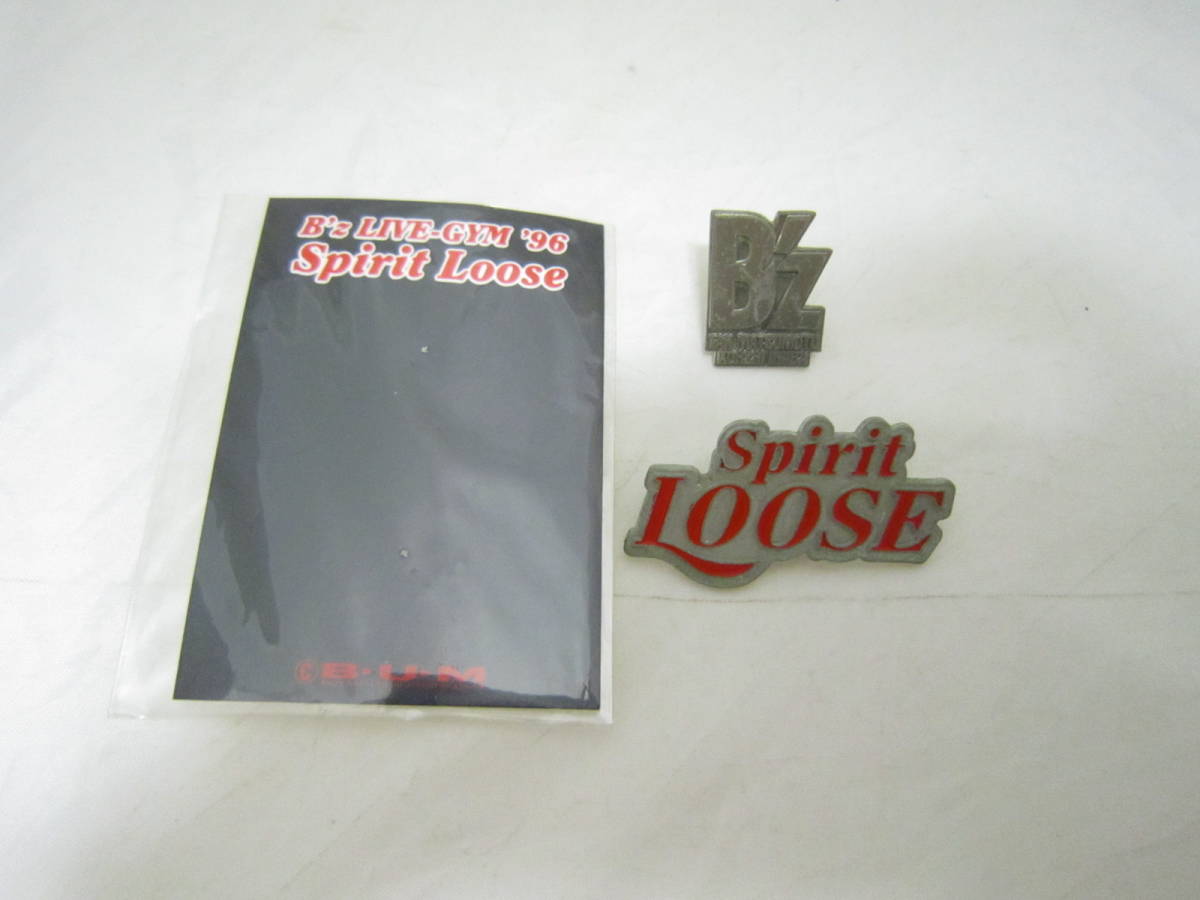 B'z LIVE-GYM '96
Spirit Loose
©B・U・M
B'z
Spirit
LOOSE